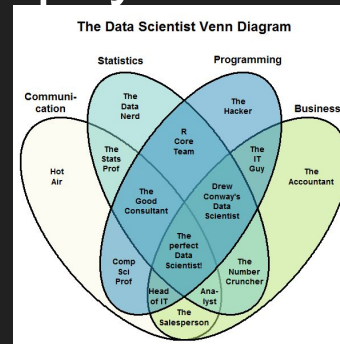 The Data Scientist Venn Diagram
Statistics
Programming
Communi-
cation
Business
The
Data
Nerd
The
Hacker
R
Core
Team
The
Stats
Prof
The
IT
Guy
Hot
Air
The
Accountant
The
Good
Consultant
Drew
Conway's
Data
Scientist
The
perfect
Data
Scientist!
Comp
Sci
Prof
The
Number
Cruncher
Head
of IT
Ana-
lyst
The
Salesperson